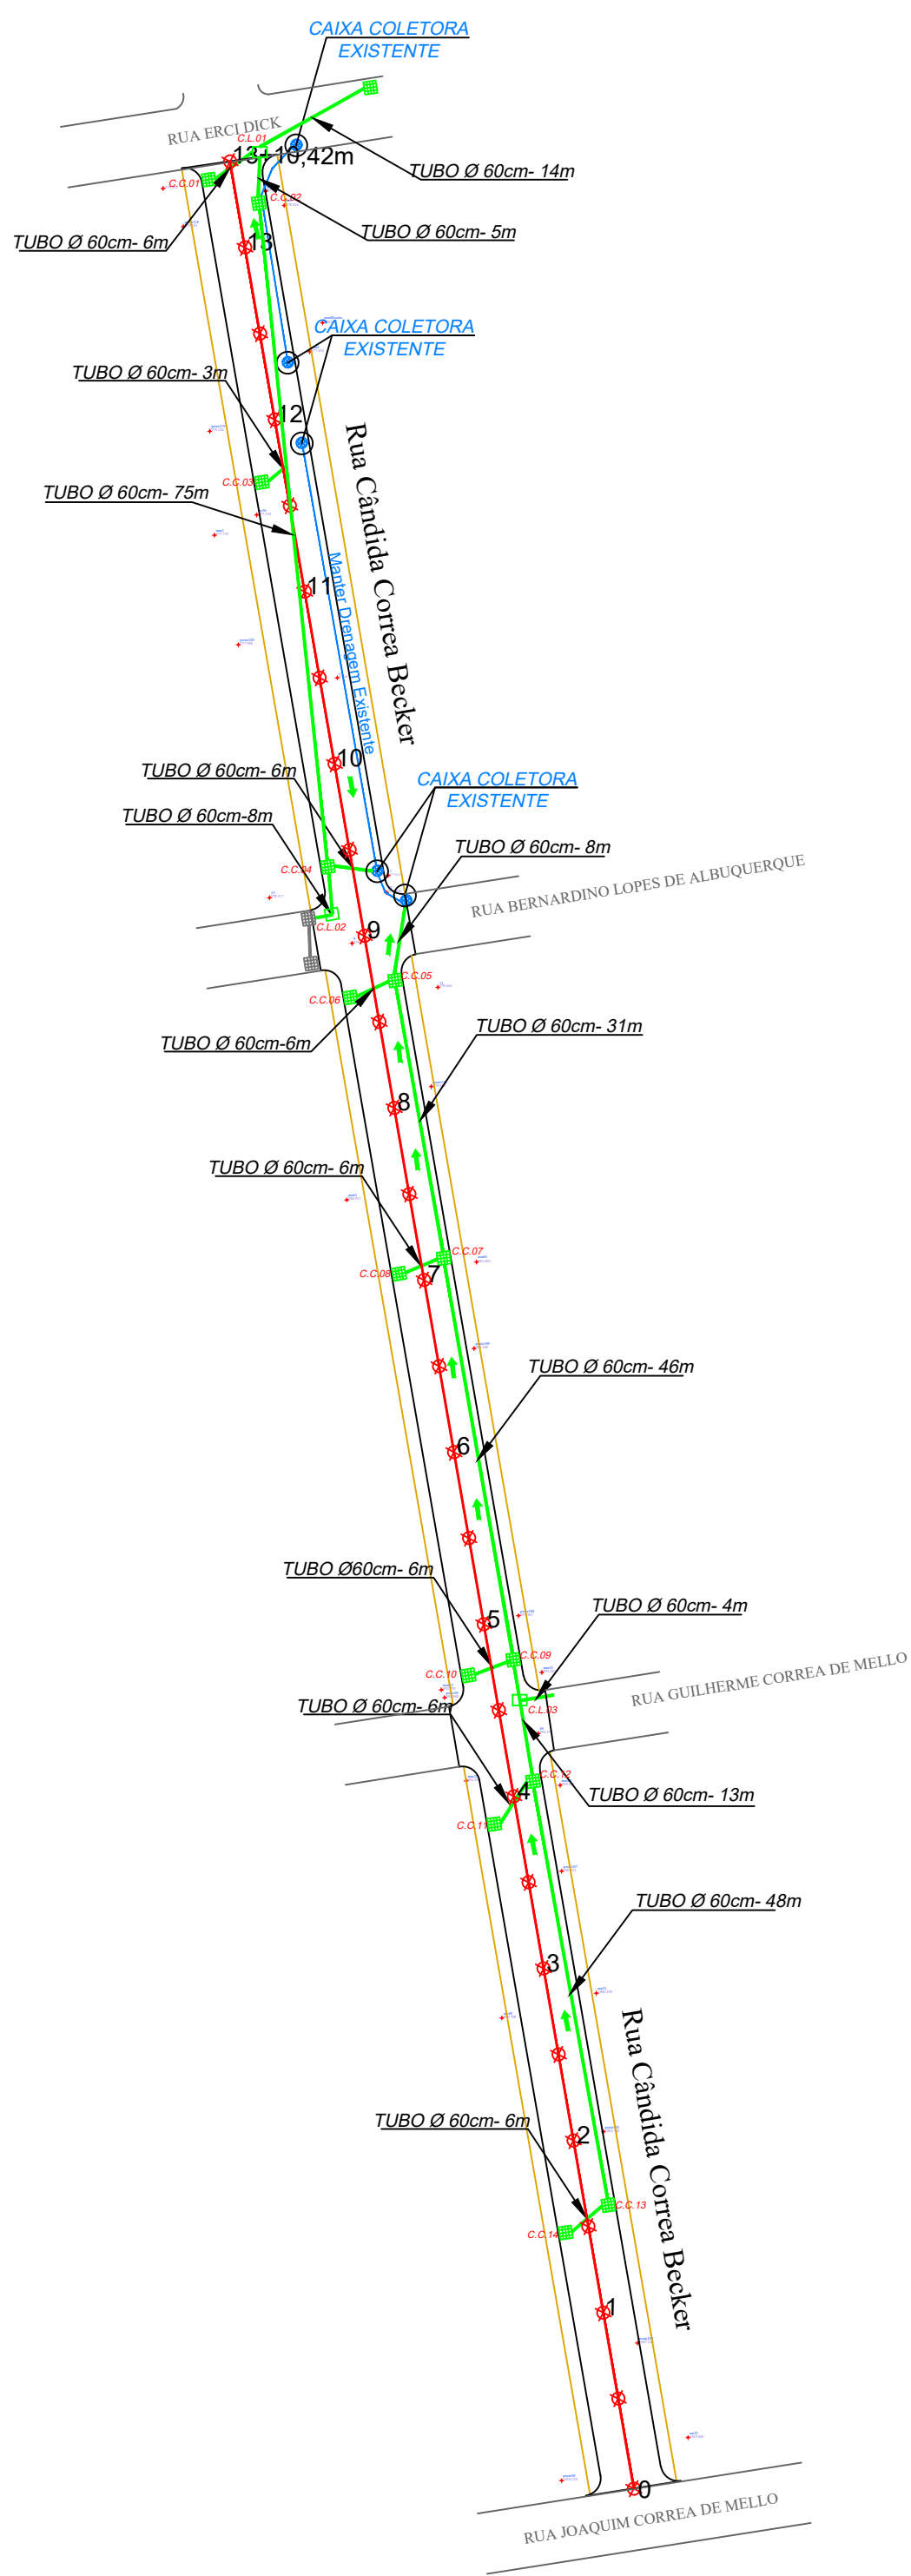 CAIXA COLETORA
EXISTENTE
RUA ERCI DICK
C.L.01
13+10,42m
TUBO Ø 60cm- 14m
C.C.01
C.C.02
TUBO Ø 60cm- 5m
TUBO Ø 60cm- 6m
13
CAIXA COLETORA
EXISTENTE
TUBO Ø 60cm- 3m
12
Rua Cândida Correa Becker
C.C.03
TUBO Ø 60cm- 75m
Manter Drenagem Existente
11
10
TUBO Ø 60cm- 6m
CAIXA COLETORA
EXISTENTE
TUBO Ø 60cm-8m
TUBO Ø 60cm- 8m
C.C.04
RUA BERNARDINO LOPES DE ALBUQUERQUE
C.L.02
9
C.C.05
C.C.06
TUBO Ø 60cm- 31m
TUBO Ø 60cm-6m
8
TUBO Ø 60cm- 6m
C.C.07
C.C.08
7
TUBO Ø 60cm- 46m
6
TUBO Ø60cm- 6m
5
TUBO Ø 60cm- 4m
C.C.09
C.C.10
RUA GUILHERME CORREA DE MELLO
TUBO Ø 60cm- 6m
C.L.03
C.C.12
4
TUBO Ø 60cm- 13m
C.C.11
TUBO Ø 60cm- 48m
3
Rua Cândida Correa Becker
TUBO Ø 60cm- 6m
2
C.C.13
C.C.14
1
0
RUA JOAQUIM CORREA DE MELLO